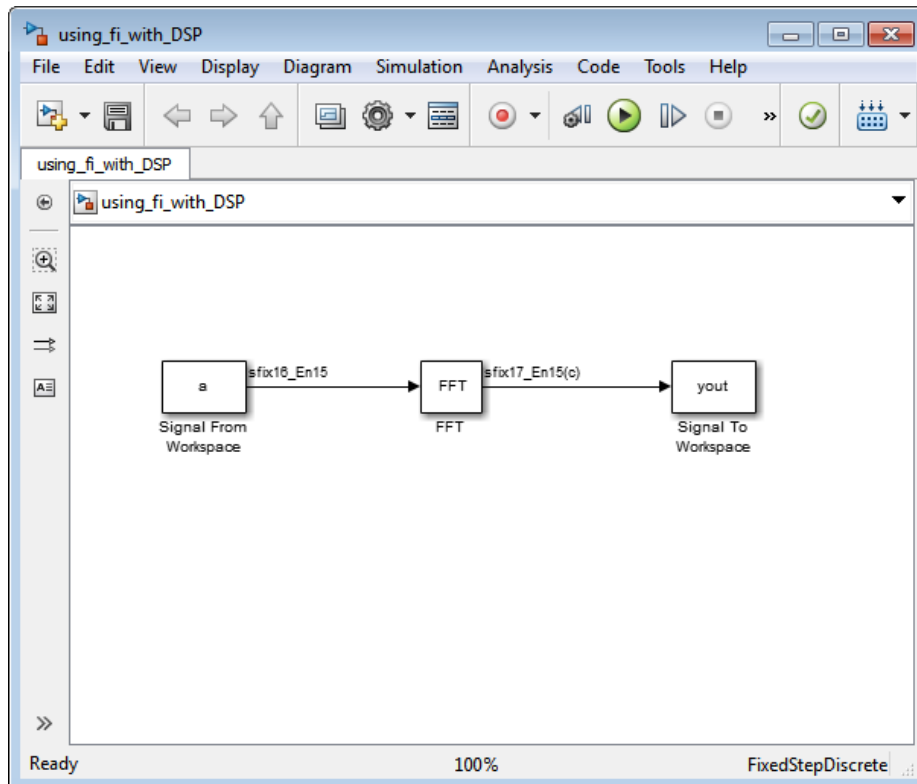 using_fi_with_DSP
File Edit View Display Diagram Simulation Analysis Code Tools Help
»
using_fi_with_DSP
using_fi_with_DSP
a
sfix16_En15
FFT
sfix17_En15(c)
yout
Signal From
Workspace
FFT
Signal To
Workspace
»
Ready 100% FixedStepDiscrete